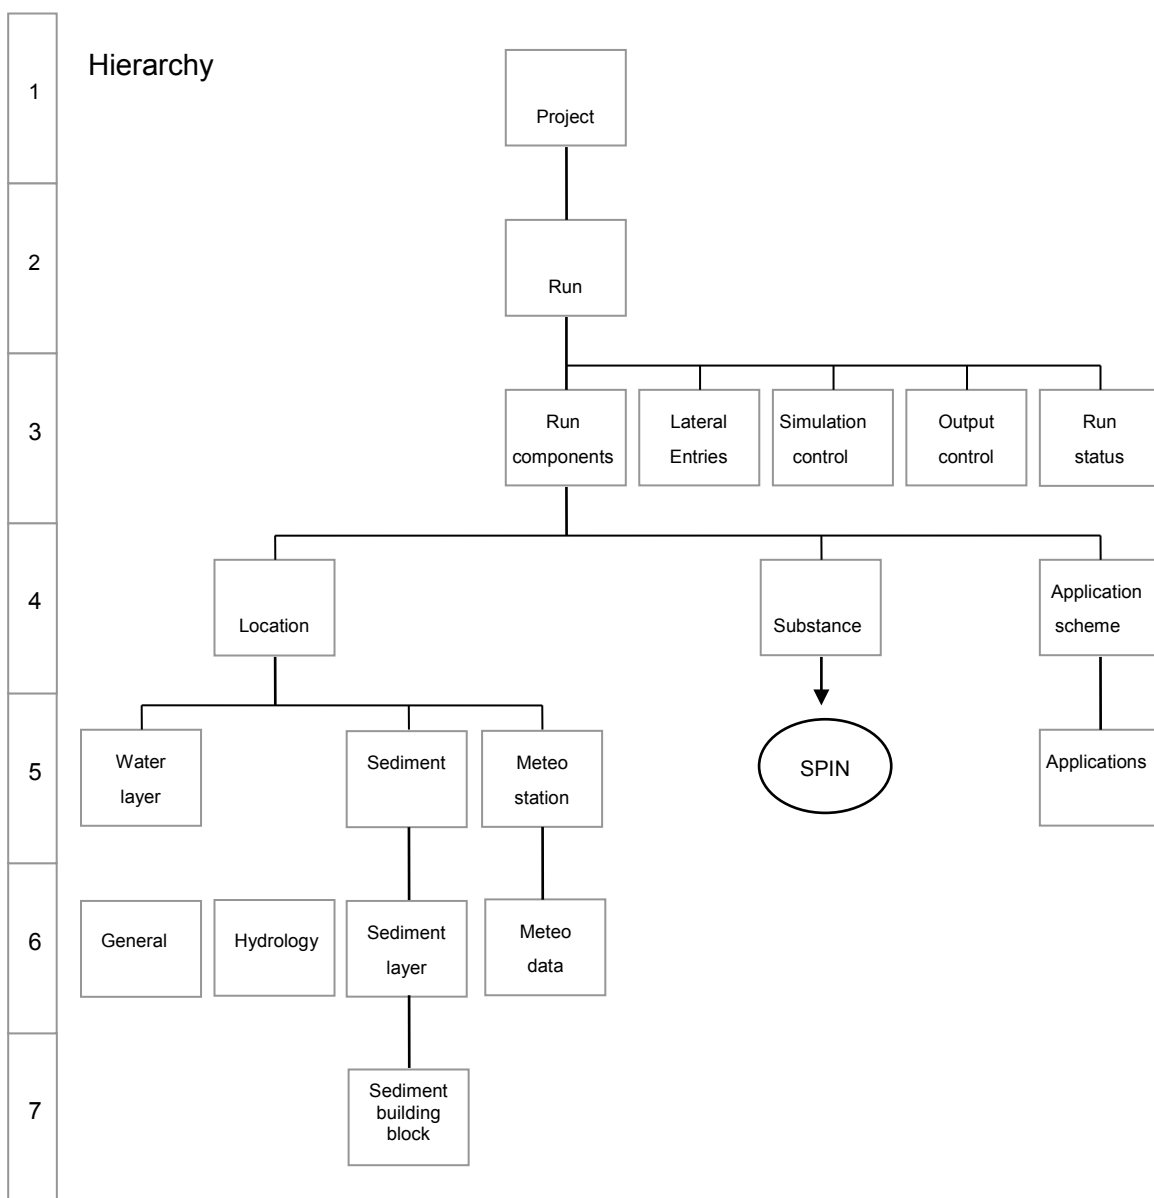 Hierarchy
1
Project
2
Run
3
Run
components
Lateral
Entries
Simulation
control
Output
control
Run
status
4
Location
Substance
Application
scheme
5
Water
layer
Sediment
Meteo
station
SPIN
Applications
6
General
Hydrology
Sediment
layer
Meteo
data
7
Sediment
building
block